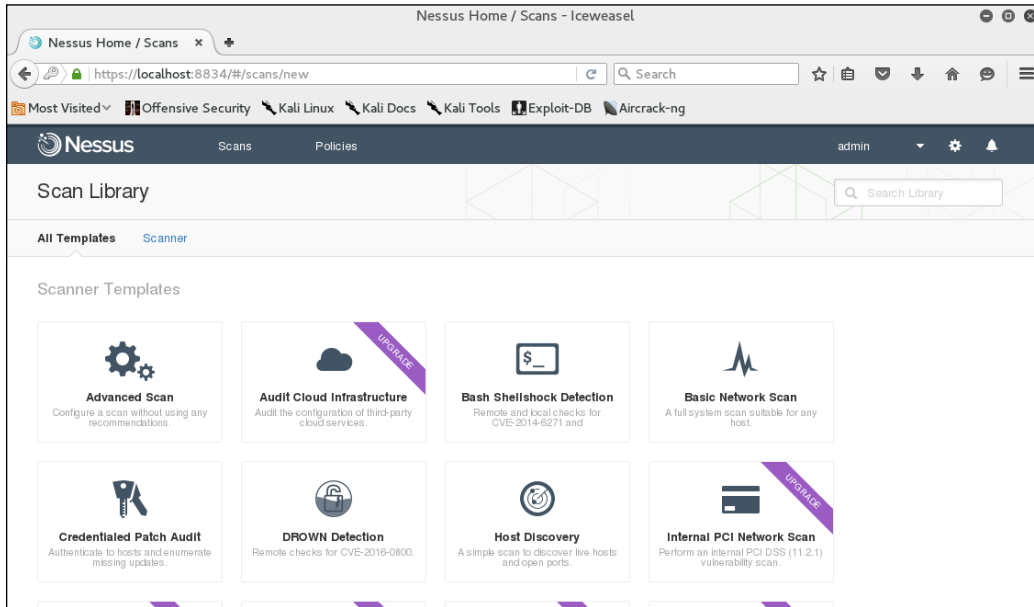 Nessus Home / Scans - Iceweasel
Nessus Home / Scans
https://localhost:8834/#/scans/new
Search
Most Visited
Offensive Security
Kali Linux
Kali Docs
Kali Tools
Exploit-DB
Aircrack-ng
Nessus
Scans
Policies
admin
Scan Library
Search Library
All Templates
Scanner
Scanner Templates
Advanced Scan
Configure a scan without using any
recommendations.
UPGRADE
Audit Cloud Infrastructure
Audit the configuration of third-party
cloud services.
$_
Bash Shellshock Detection
Remote and local checks for
CVE-2014-6271 and
Basic Network Scan
A full system scan suitable for any
host.
Credentialed Patch Audit
Authenticate to hosts and enumerate
missing updates.
DROWN Detection
Remote checks for CVE-2016-0800.
Host Discovery
A simple scan to discover live hosts
and open ports.
UPGRADE
Internal PCI Network Scan
Perform an internal PCI DSS (11.2.1)
vulnerability scan.